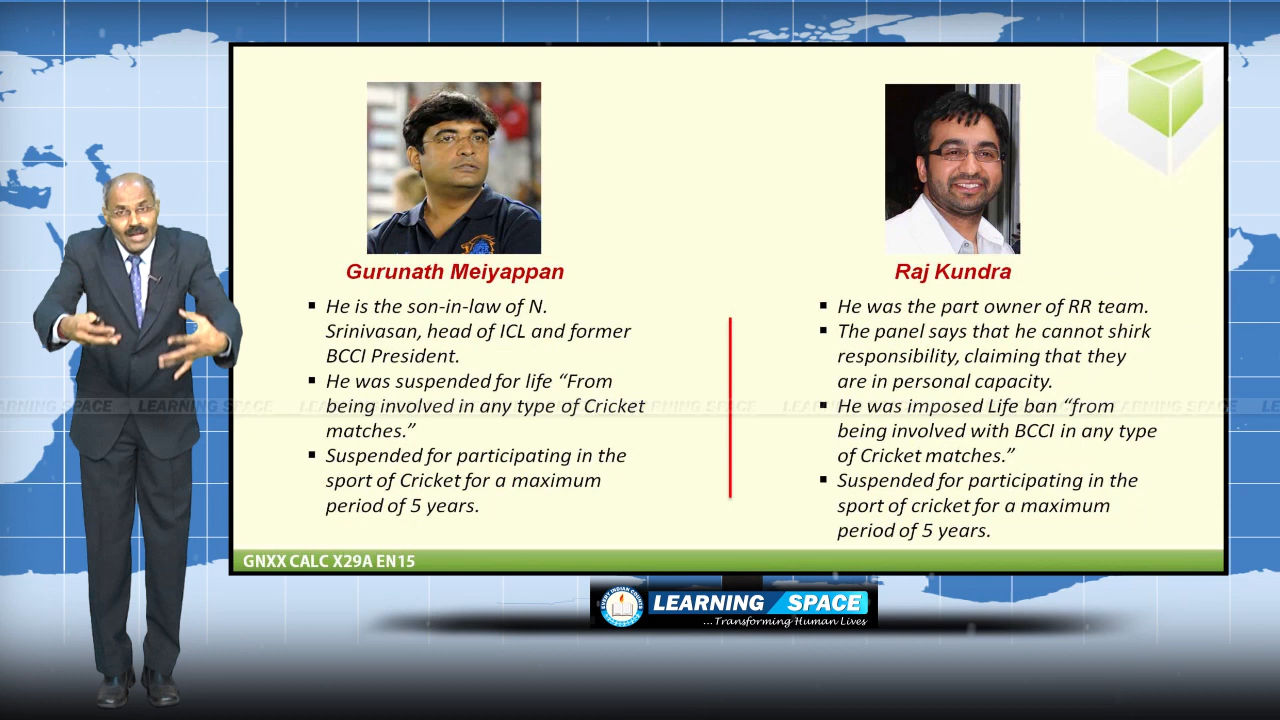 Gurunath Meiyappan
He is the son-in-law of N.
Srinivasan, head of ICL and former
BCCI President.
He was suspended for life “From
being involved in any type of Cricket
matches.”
Suspended for participating in the
sport of Cricket for a maximum
period of 5 years.
Raj Kundra
He was the part owner of RR team.
The panel says that he cannot shirk
responsibility, claiming that they
are in personal capacity.
He was imposed Life ban “from
being involved with BCCI in any type
of Cricket matches.”
Suspended for participating in the
sport of cricket for a maximum
period of 5 years.
LEARNING SPACE
GNXX CALC X29A EN15
LEARNING SPACE
...Transforming Human Lives